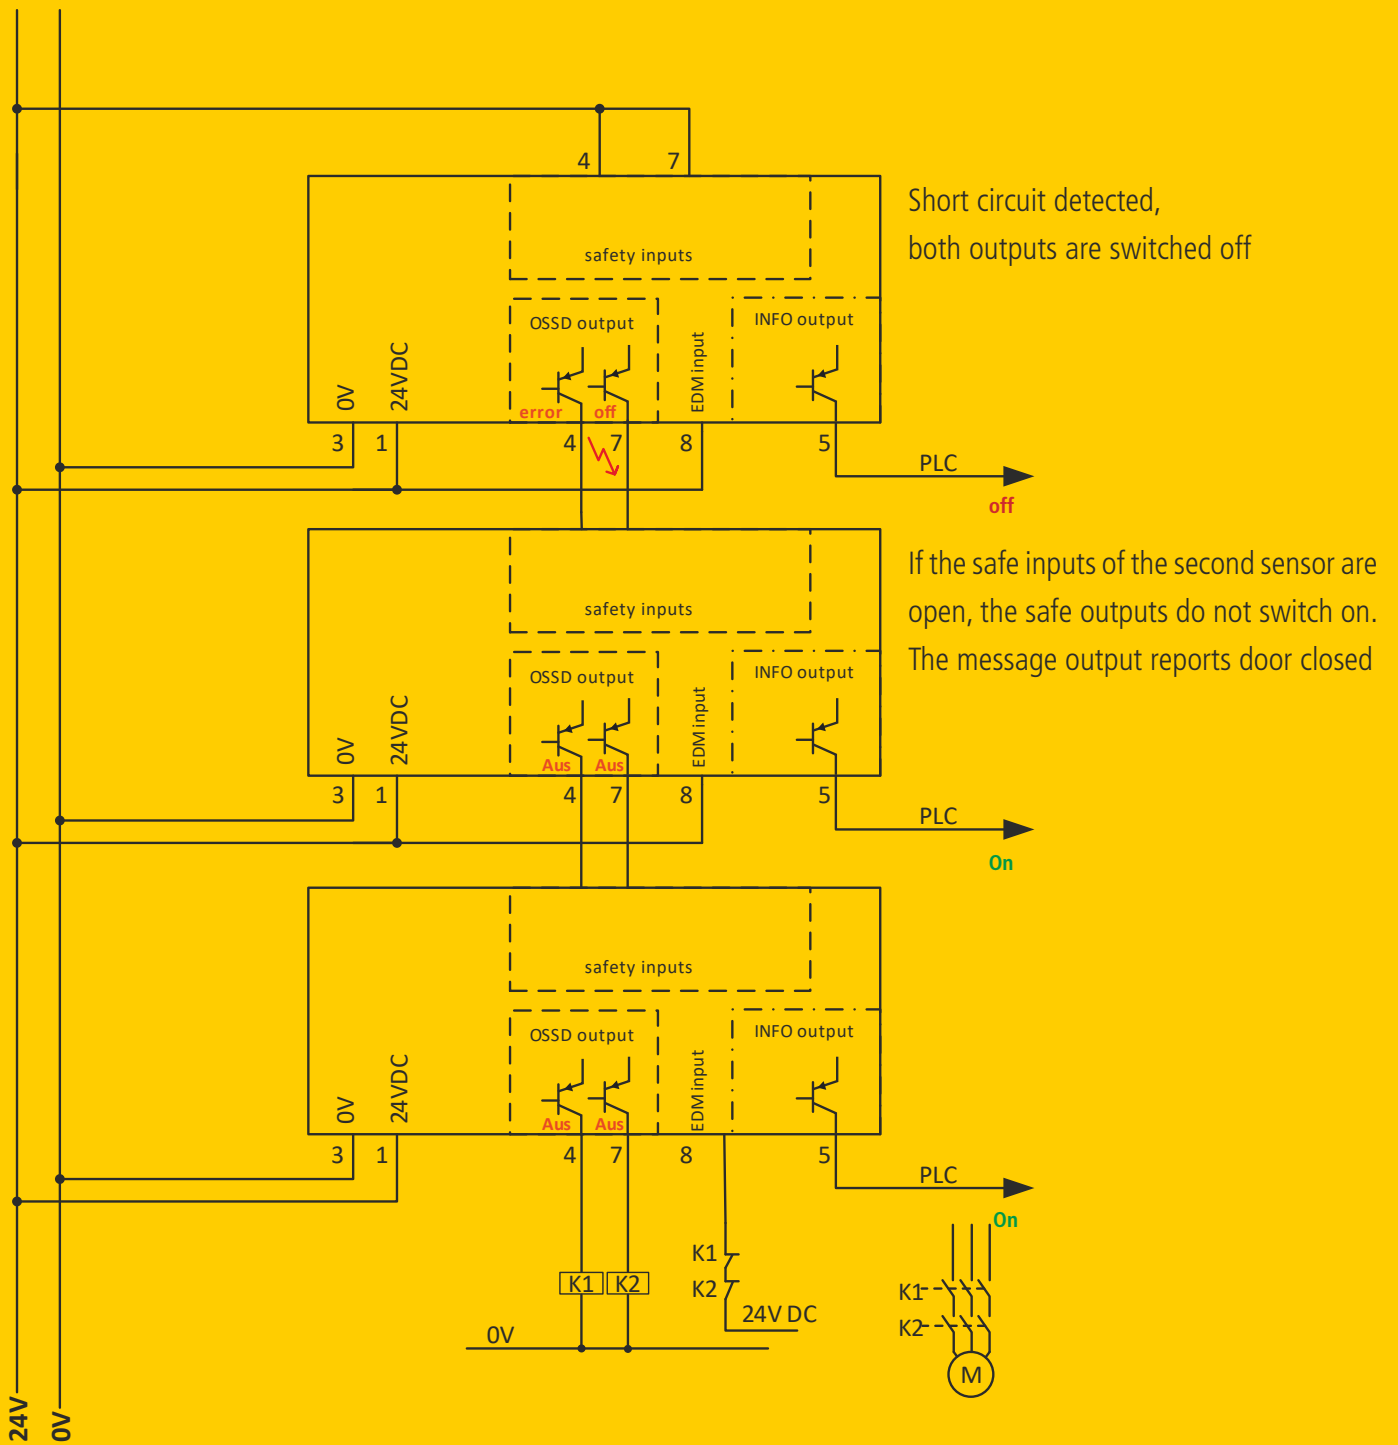 4 7
Short circuit detected,
both outputs are switched off
safety inputs
OSSD output
INFO output
EDM input
0V
24VDC
error off
3 1 4 7 8 5
PLC
off
If the safe inputs of the second sensor are
open, the safe outputs do not switch on.
The message output reports door closed
safety inputs
OSSD output
INFO output
EDM input
0V
24VDC
Aus Aus
3 1 4 7 8 5
PLC
On
safety inputs
OSSD output
INFO output
EDM input
0V
24VDC
Aus Aus
3 1 4 7 8 5
PLC
On
K1
K2
K1 K2
24V DC
0V
K1
K2
M
24V
0V